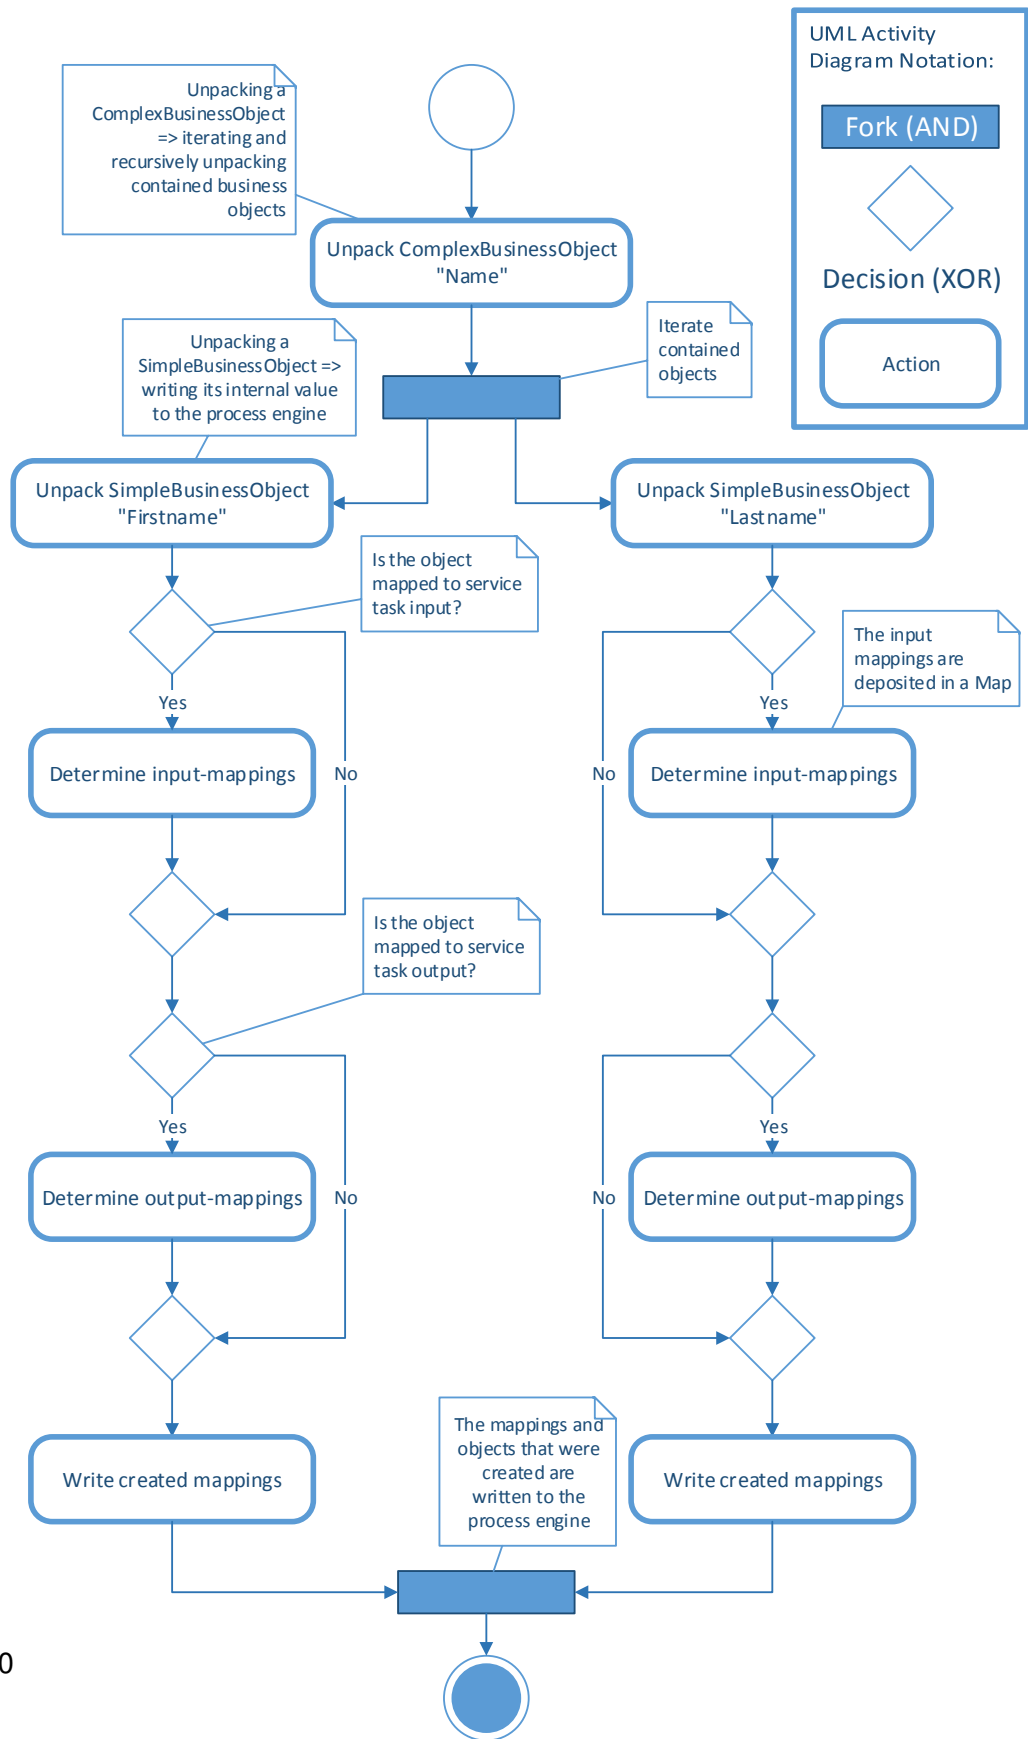 UML Activity
Diagram Notation:
Fork (AND)
Decision (XOR)
Action
Unpacking a
ComplexBusinessObject
=> iterating and
recursively unpacking
contained business
objects
Unpack ComplexBusinessObject
"Name"
Iterate
contained
objects
Unpacking a
SimpleBusinessObject =>
writing its internal value
to the process engine
Unpack SimpleBusinessObject
"Firstname"
Unpack SimpleBusinessObject
"Lastname"
Is the object
mapped to service
task input?
The input
mappings are
deposited in a Map
Yes
Yes
Determine input-mappings
No
No
Determine input-mappings
Is the object
mapped to service
task output?
Yes
Yes
Determine output-mappings
No
No
Determine output-mappings
The mappings and
objects that were
created are
written to the
process engine
Write created mappings
Write created mappings
0